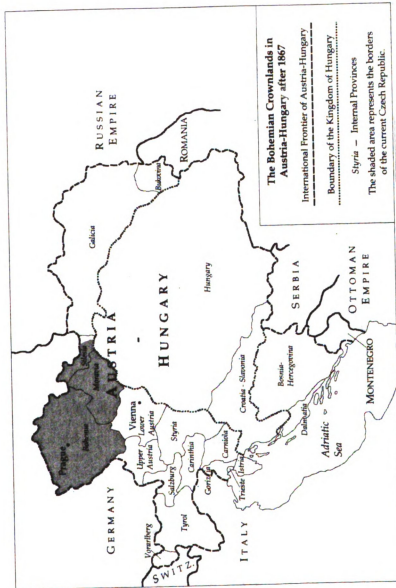 RUSSIAN
EMPIRE
GERMANY
Prague
Bohemia
Moravia
Galicia
Bukovina
ROMANIA
AUSTRIA
-
HUNGARY
Hungary
Vienna
Lower
Austria
Upper
Austria
Salzburg
Styria
Carinthia
Carniola
Gorizia
Trieste
Istria
Tyrol
Vorarlberg
SWITZ.
ITALY
Croatia - Slavonia
Bosnia-
Hercegovina
Dalmatia
Adriatic
Sea
SERBIA
OTTOMAN
EMPIRE
MONTENEGRO
The Bohemian Crownlands in
Austria-Hungary after 1867
International Frontier of Austria-Hungary
Boundary of the Kingdom of Hungary
Styria – Internal Provinces
The shaded area represents the borders
of the current Czech Republic.